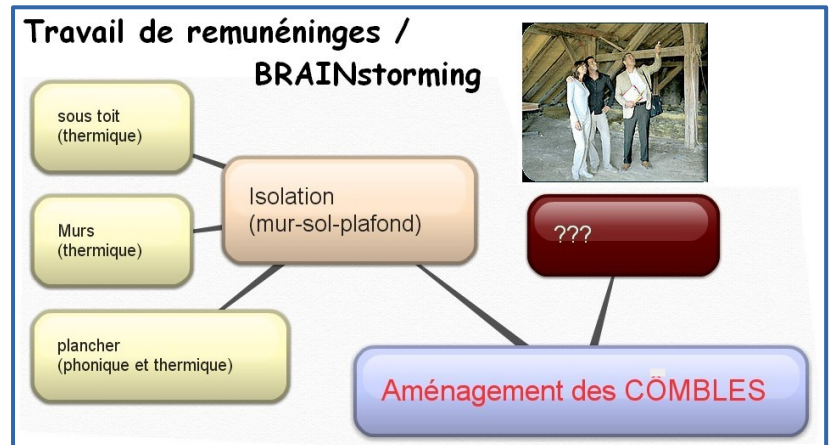 Travail de remunéninges /
BRAINstorming
sous toit
(thermique)
Isolation
(mur-sol-plafond)
Murs
(thermique)
???
plancher
(phonique et thermique)
Aménagement des CÖMBLES